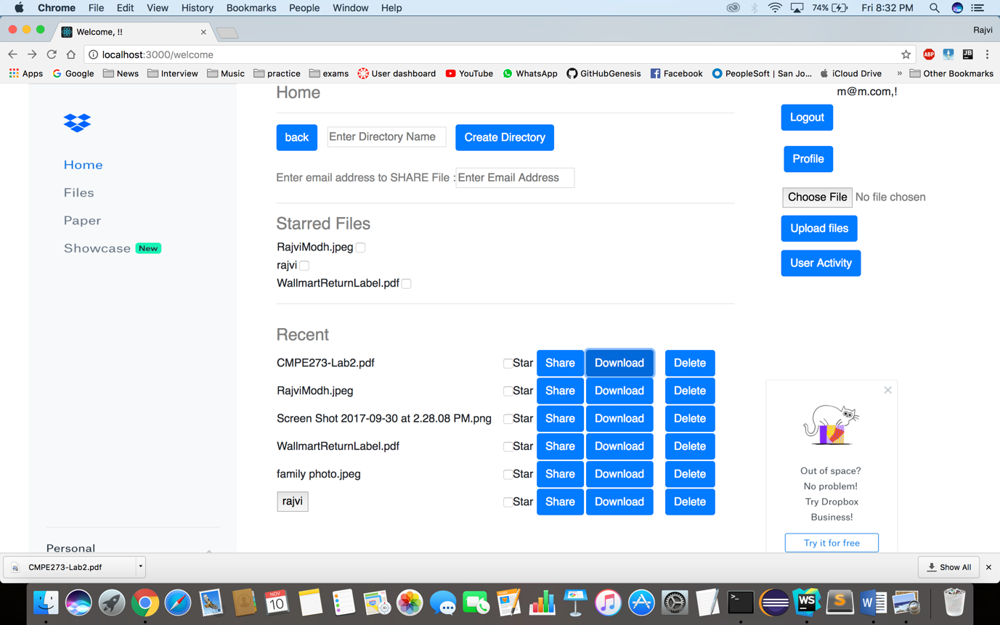 Chrome File Edit View History Bookmarks People Window Help 74% Fri 8:32 PM
Welcome, !! Rajvi
localhost:3000/welcome ABP JB
Apps Google News Interview Music practice exams User dashboard YouTube WhatsApp GitHubGenesis Facebook PeopleSoft | San Jo... iCloud Drive » Other Bookmarks
Home
Files
Paper
Showcase New
Personal
Home
back Enter Directory Name Create Directory
Enter email address to SHARE File : Enter Email Address
Starred Files
RajviModh.jpeg
rajvi
WallmartReturnLabel.pdf
Recent
CMPE273-Lab2.pdf Star Share Download Delete
RajviModh.jpeg Star Share Download Delete
Screen Shot 2017-09-30 at 2.28.08 PM.png Star Share Download Delete
WallmartReturnLabel.pdf Star Share Download Delete
family photo.jpeg Star Share Download Delete
rajvi Star Share Download Delete
m@m.com,!
Logout
Profile
Choose File No file chosen
Upload files
User Activity
Out of space?
No problem!
Try Dropbox
Business!
Try it for free
CMPE273-Lab2.pdf Show All
NOV
10
WS
S
W